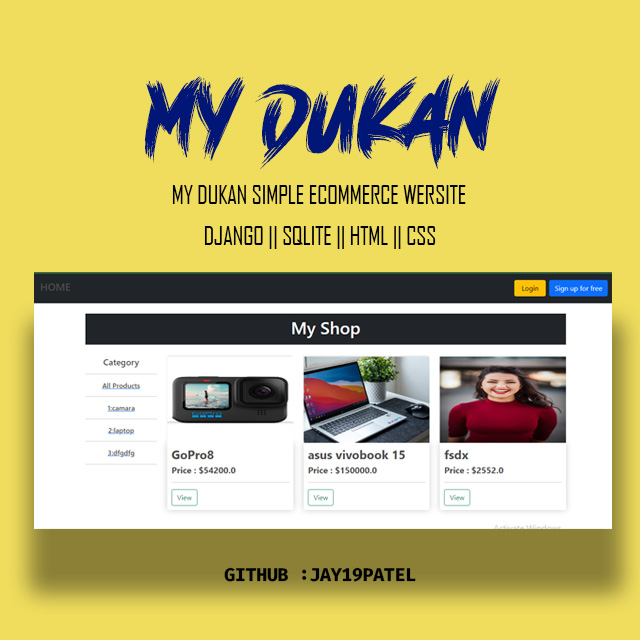 MY DUKAN
MY DUKAN SIMPLE ECOMMERCE WERSITE
DJANGO || SQLITE || HTML || CSS
HOME
Login
Sign up for free
My Shop
Category
All Products
1:camara
2:laptop
3:dfgdfg
GoPro8
Price : $54200.0
View
asus vivobook 15
Price : $150000.0
View
fsdx
Price : $2552.0
View
Activate Windows
GITHUB :JAY19PATEL